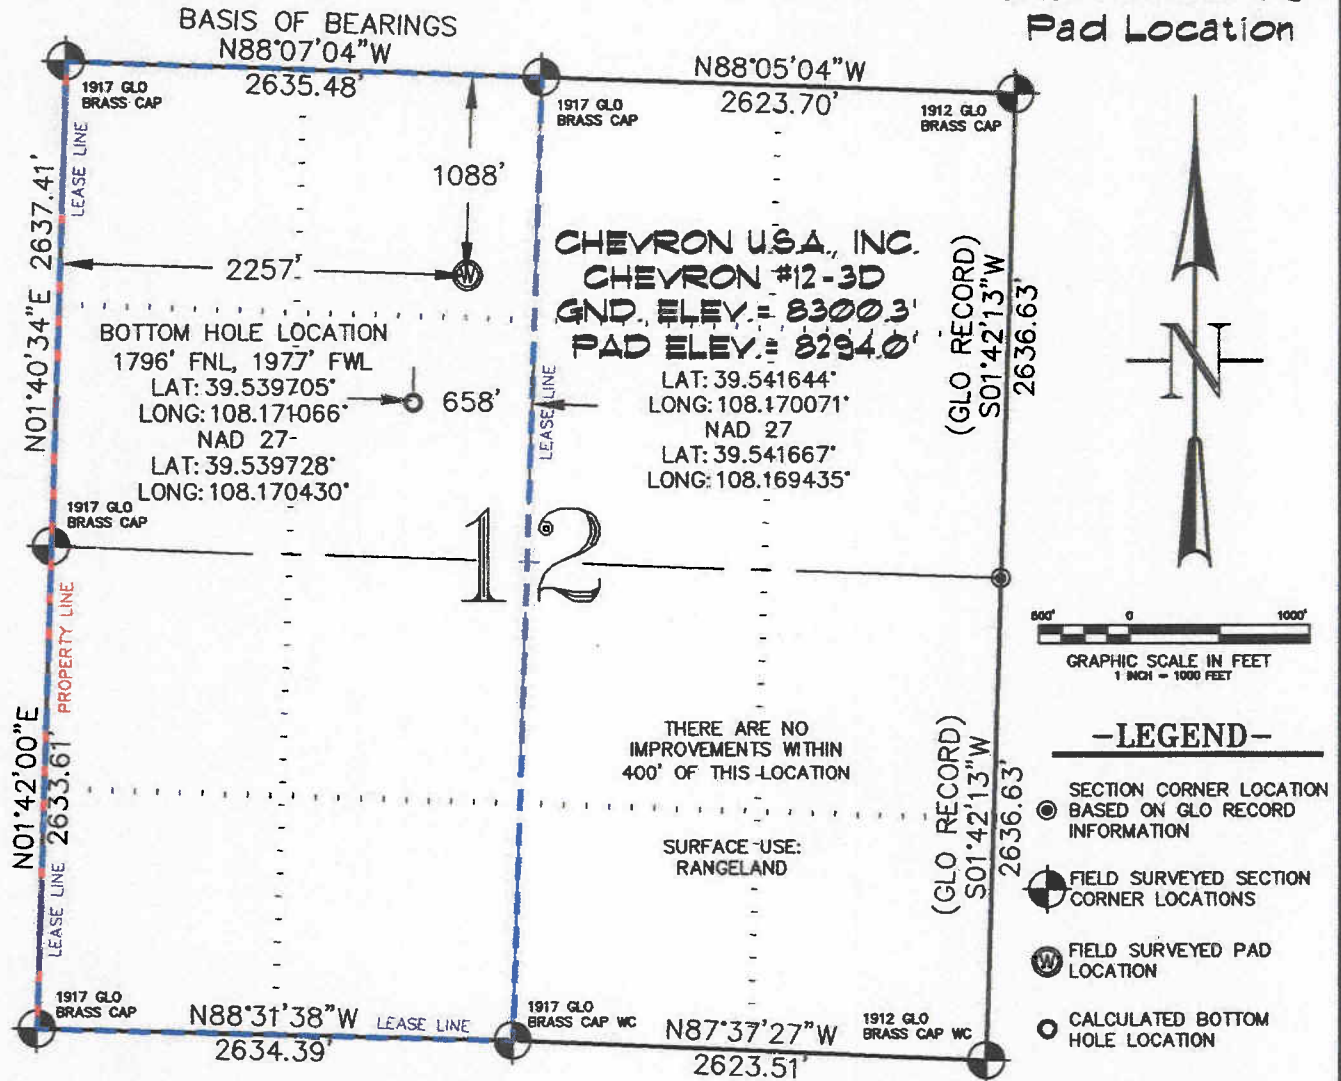 Pad Location
BASIS OF BEARINGS
N88°07'04"W
2635.48'
N88°05'04"W
2623.70'
1917 GLO
BRASS CAP
1917 GLO
BRASS CAP
1912 GLO
BRASS CAP
LEASE LINE
N01°40'34"E 2637.41'
1088'
2257'
W
CHEVRON U.S.A., INC.
CHEVRON #12-3D
GND. ELEV.= 8300.3'
PAD ELEV.= 8294.0'
LAT: 39.541644°
LONG: 108.170071°
NAD 27
LAT: 39.541667°
LONG: 108.169435°
BOTTOM HOLE LOCATION
1796' FNL, 1977' FWL
LAT: 39.539705°
LONG: 108.171066°
NAD 27
LAT: 39.539728°
LONG: 108.170430°
658'
LEASE LINE
(GLO RECORD)
S01°42'13"W
2636.63'
N
1917 GLO
BRASS CAP
12
PROPERTY LINE
N01°42'00"E
2633.61'
LEASE LINE
THERE ARE NO
IMPROVEMENTS WITHIN
400' OF THIS LOCATION
SURFACE USE:
RANGELAND
(GLO RECORD)
S01°42'13"W
2636.63'
1917 GLO
BRASS CAP
N88°31'38"W
2634.39'
LEASE LINE
1917 GLO
BRASS CAP WC
N87°37'27"W
2623.51'
1912 GLO
BRASS CAP WC
500' 0 1000'
GRAPHIC SCALE IN FEET
1 INCH = 1000 FEET
-LEGEND-
SECTION CORNER LOCATION
BASED ON GLO RECORD
INFORMATION
FIELD SURVEYED SECTION
CORNER LOCATIONS
W
FIELD SURVEYED PAD
LOCATION
CALCULATED BOTTOM
HOLE LOCATION